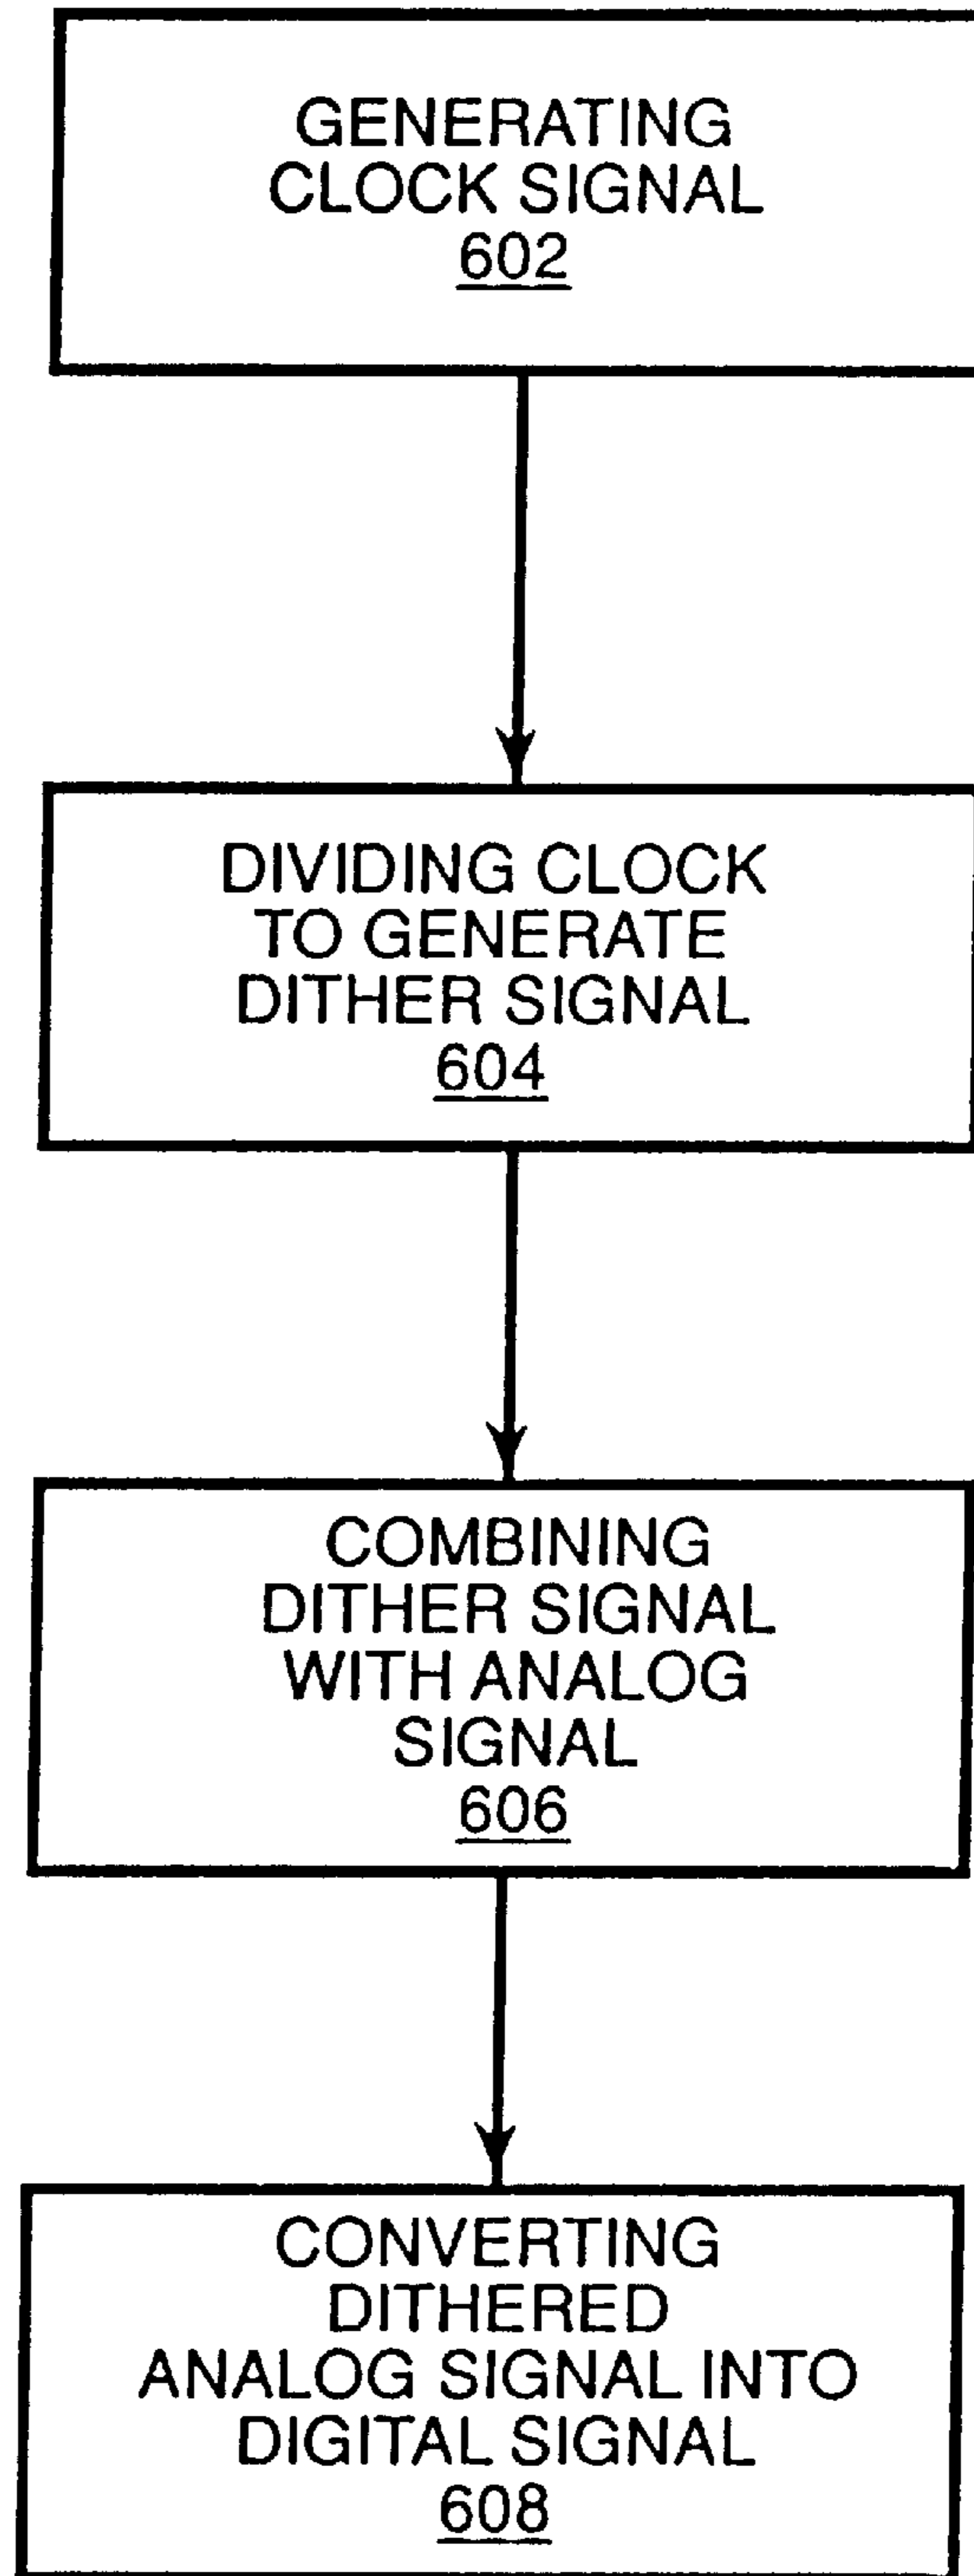 GENERATING
CLOCK SIGNAL
602
DIVIDING CLOCK
TO GENERATE
DITHER SIGNAL
604
COMBINING
DITHER SIGNAL
WITH ANALOG
SIGNAL
606
CONVERTING
DITHERED
ANALOG SIGNAL INTO
DIGITAL SIGNAL
608